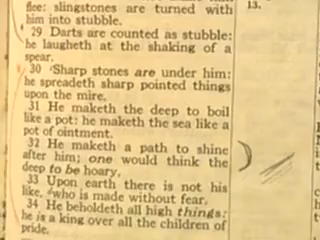 flee: slingstones are turned with
him into stubble.
29 Darts are counted as stubble:
he laugheth at the shaking of a
spear.
30 Sharp stones are under him:
he spreadeth sharp pointed things
upon the mire.
31 He maketh the deep to boil
like a pot: he maketh the sea like a
pot of ointment.
32 He maketh a path to shine
after him; one would think the
deep to be hoary.
33 Upon earth there is not his
like, who is made without fear.
34 He beholdeth all high things:
he is a king over all the children of
pride.
13.